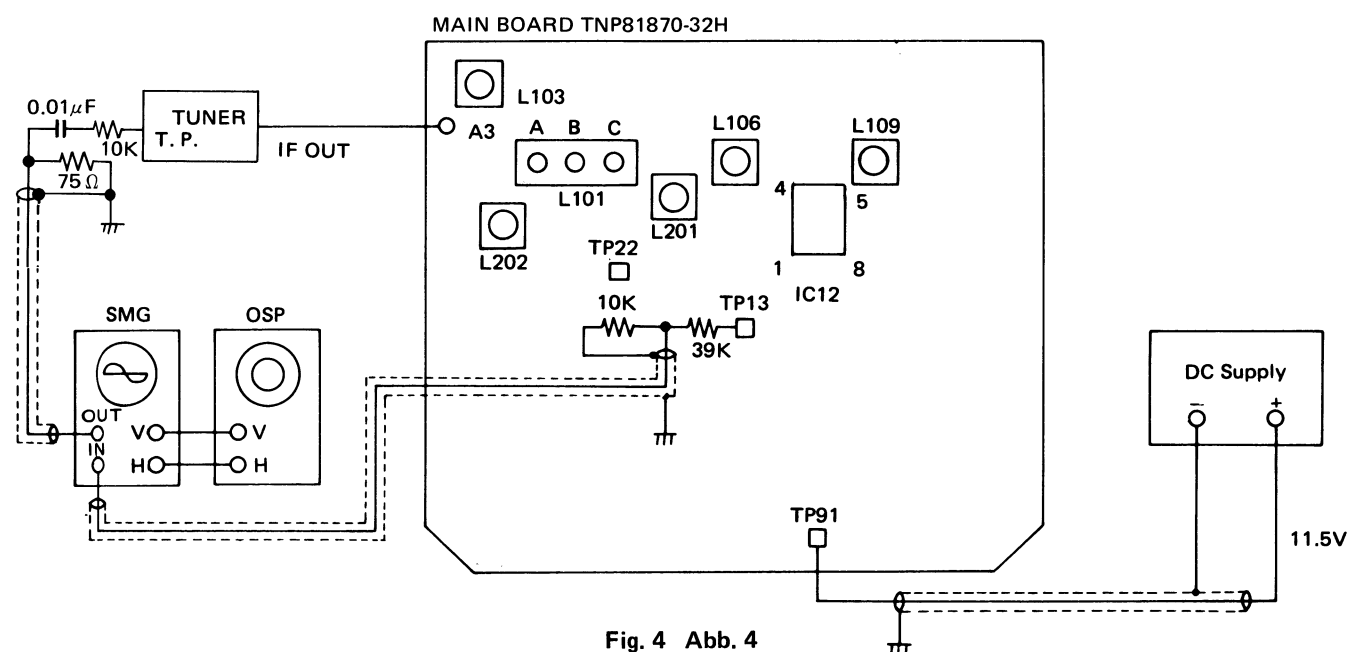 MAIN BOARD TNP81870-32H
0.01µF
10K
TUNER
T. P.
75 Ω
IF OUT
A3
L103
A B C
L101
L106
L109
L201
L202
4
5
1
8
IC12
TP22
10K
TP13
39K
SMG
OSP
OUT
IN
V
V
H
H
DC Supply
− +
11.5V
TP91
Fig. 4 Abb. 4